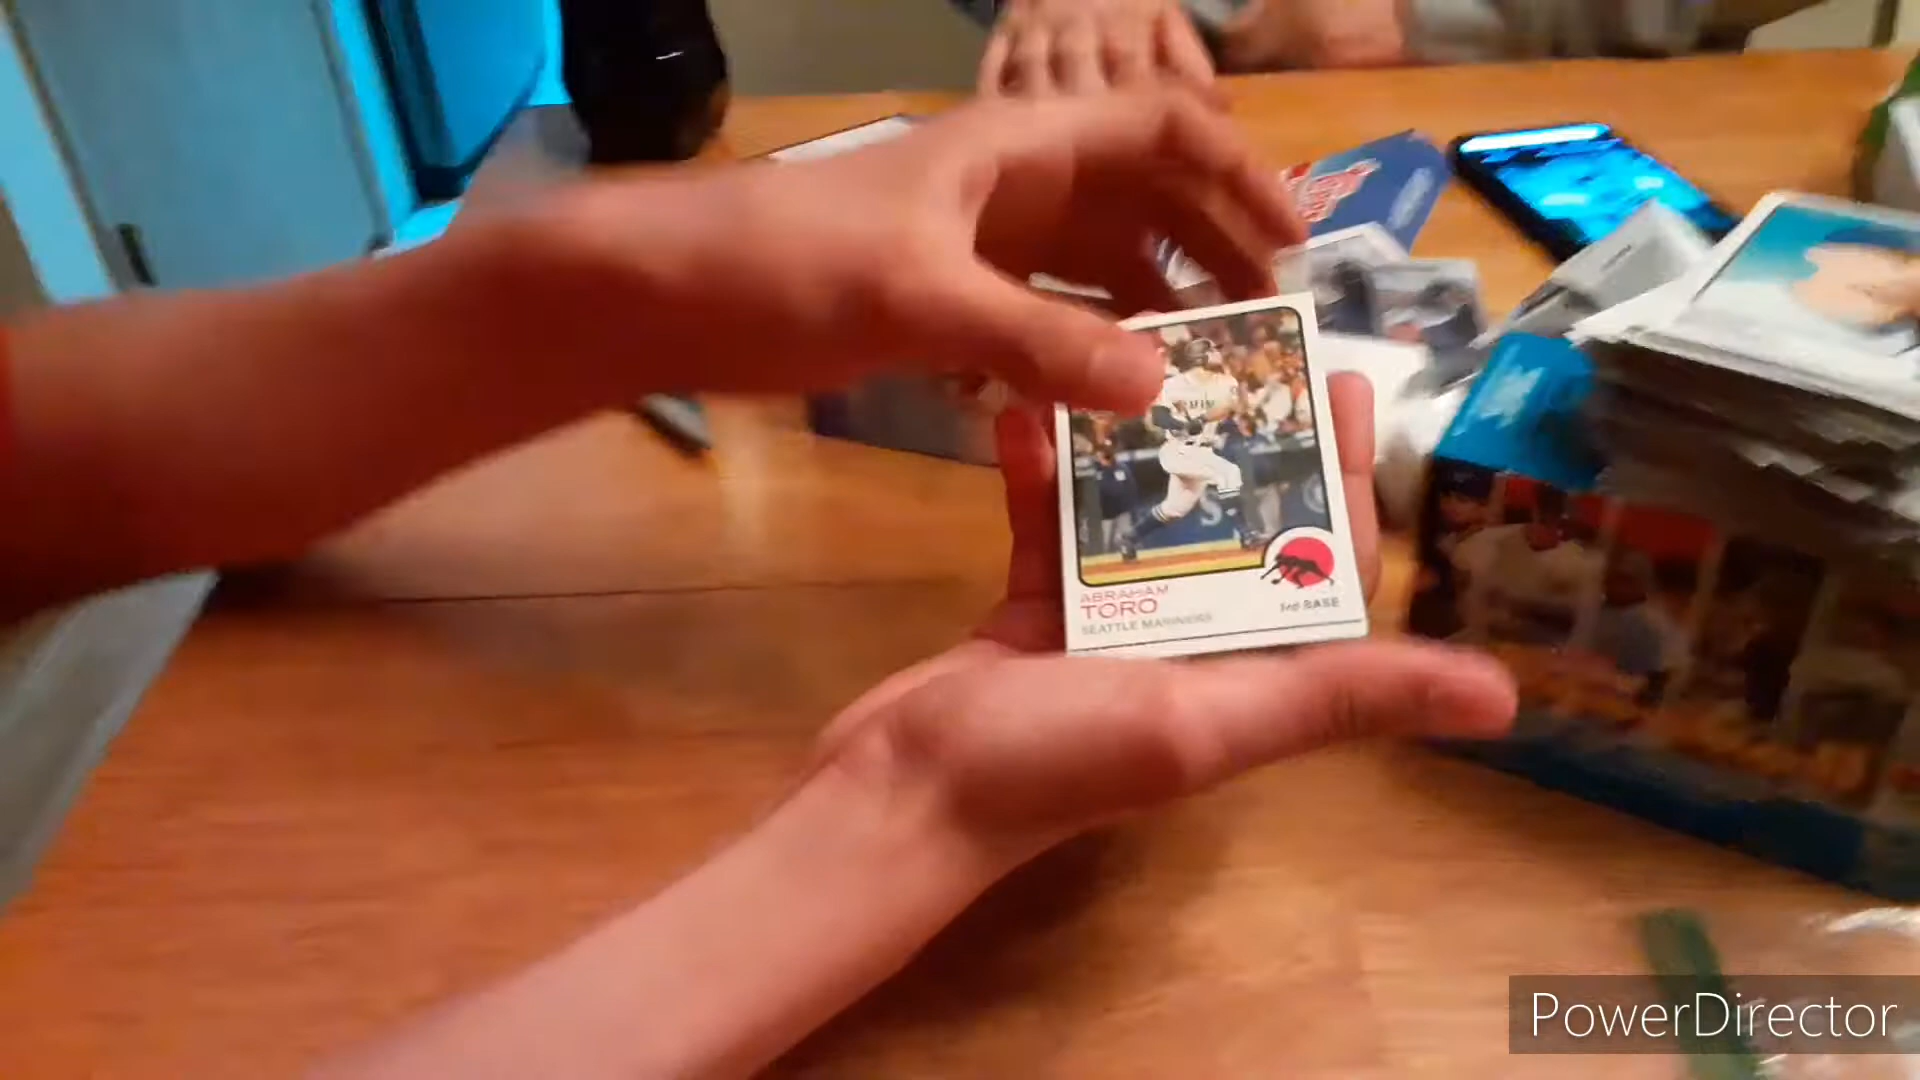 ABRAHAM
TORO
SEATTLE MARINERS
3rd BASE
PowerDirector